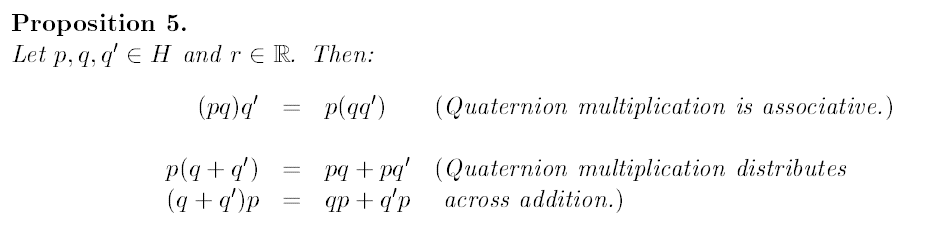 Proposition 5.
Let p, q, q′ ∈ H and r ∈ ℝ. Then:
(pq)q′ = p(qq′) (Quaternion multiplication is associative.)
p(q + q′) = pq + pq′ (Quaternion multiplication distributes
(q + q′)p = qp + q′p across addition.)